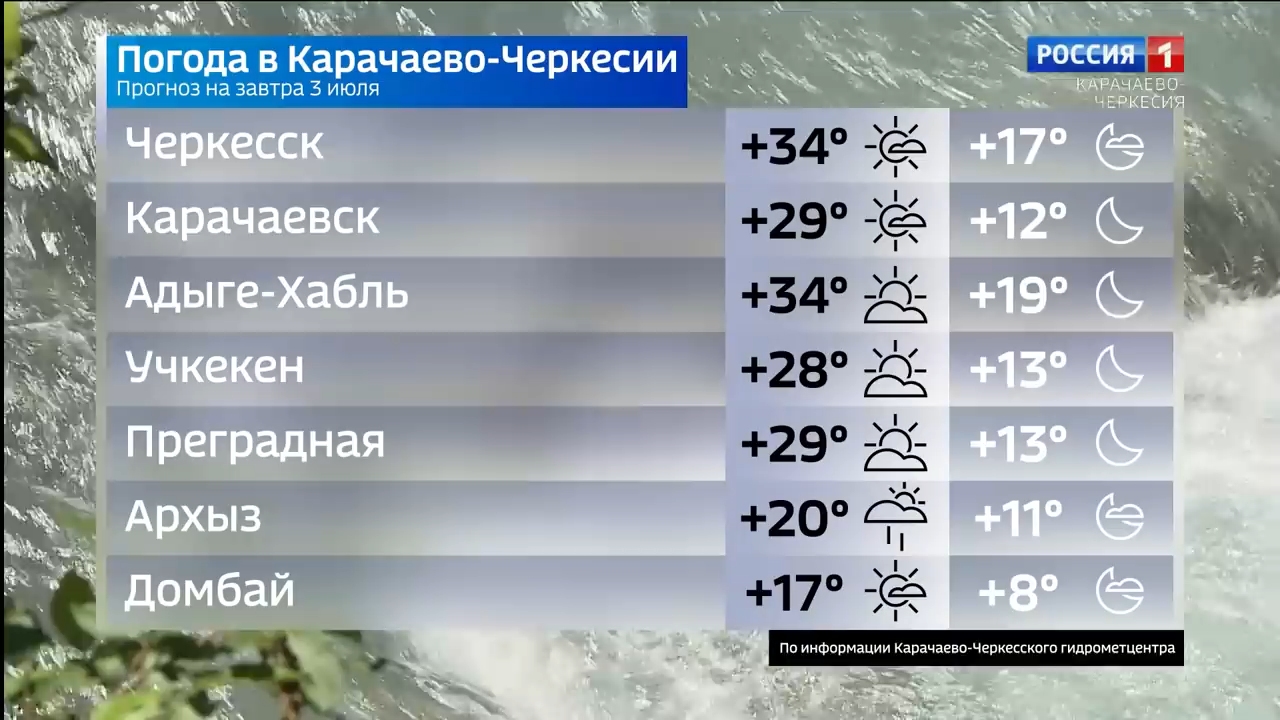 Погода в Карачаево-Черкесии
Прогноз на завтра 3 июля
РОССИЯ 1
КАРАЧАЕВО-
ЧЕРКЕСИЯ
Черкесск +34° +17°
Карачаевск +29° +12°
Адыге-Хабль +34° +19°
Учкекен +28° +13°
Преградная +29° +13°
Архыз +20° +11°
Домбай +17° +8°
По информации Карачаево-Черкесского гидрометцентра